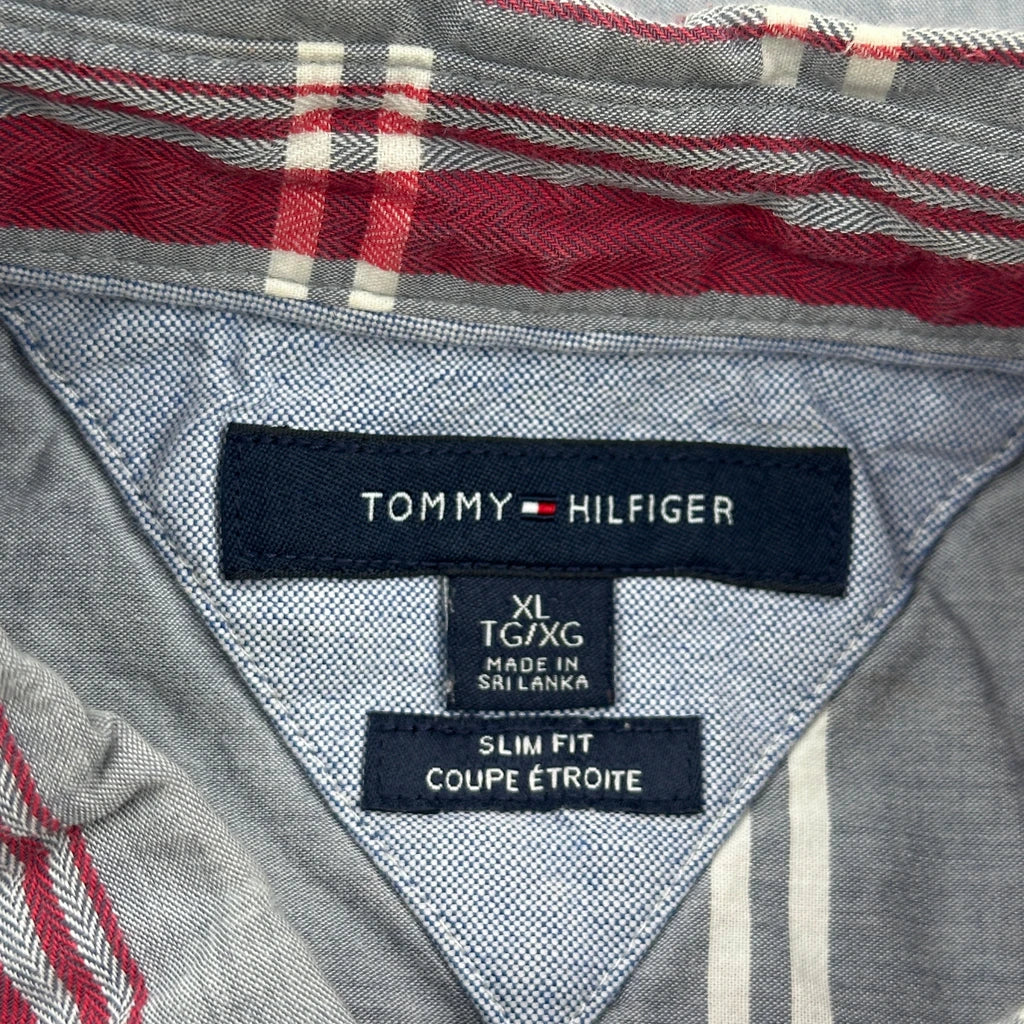 TOMMY HILFIGER
XL
TG/XG
MADE IN
SRI LANKA
SLIM FIT
COUPE ÉTROITE